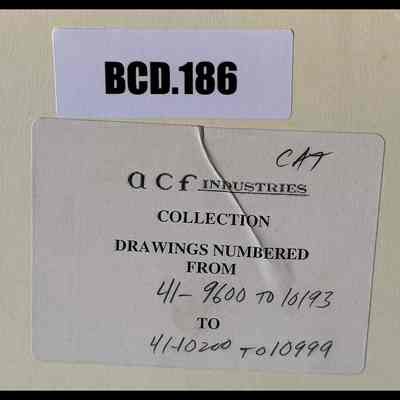 BCD.186
CAT
acf INDUSTRIES
COLLECTION
DRAWINGS NUMBERED
FROM
41-9600 TO 10193
TO
41-10200 TO 10999